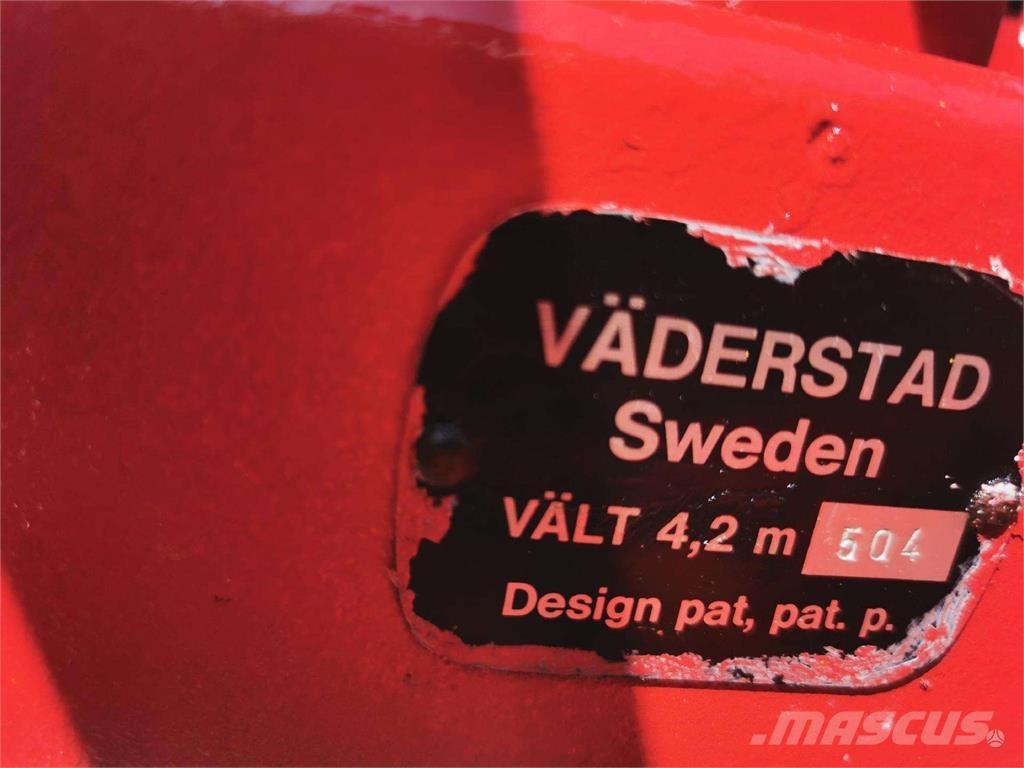 VÄDERSTAD
Sweden
VÄLT 4,2 m 504
Design pat, pat. p.
MASCUS